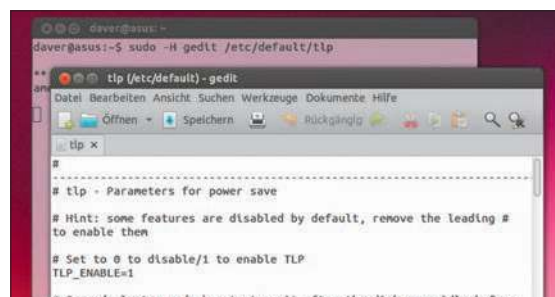 daver@asus: ~
daver@asus:~$ sudo -H gedit /etc/default/tlp
**
tlp (/etc/default) - gedit
Datei Bearbeiten Ansicht Suchen Werkzeuge Dokumente Hilfe
Öffnen Speichern Rückgängig
tlp ×
#
------------------------------------------------------------------------------
# tlp - Parameters for power save
# Hint: some features are disabled by default, remove the leading #
to enable them
# Set to 0 to disable/1 to enable TLP
TLP_ENABLE=1